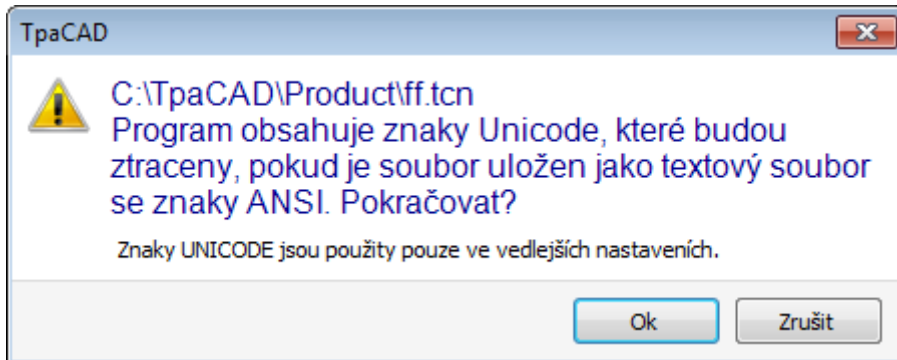 TpaCAD
C:\TpaCAD\Product\ff.tcn
Program obsahuje znaky Unicode, které budou
ztraceny, pokud je soubor uložen jako textový soubor
se znaky ANSI. Pokračovat?
Znaky UNICODE jsou použity pouze ve vedlejších nastaveních.
Ok
Zrušit